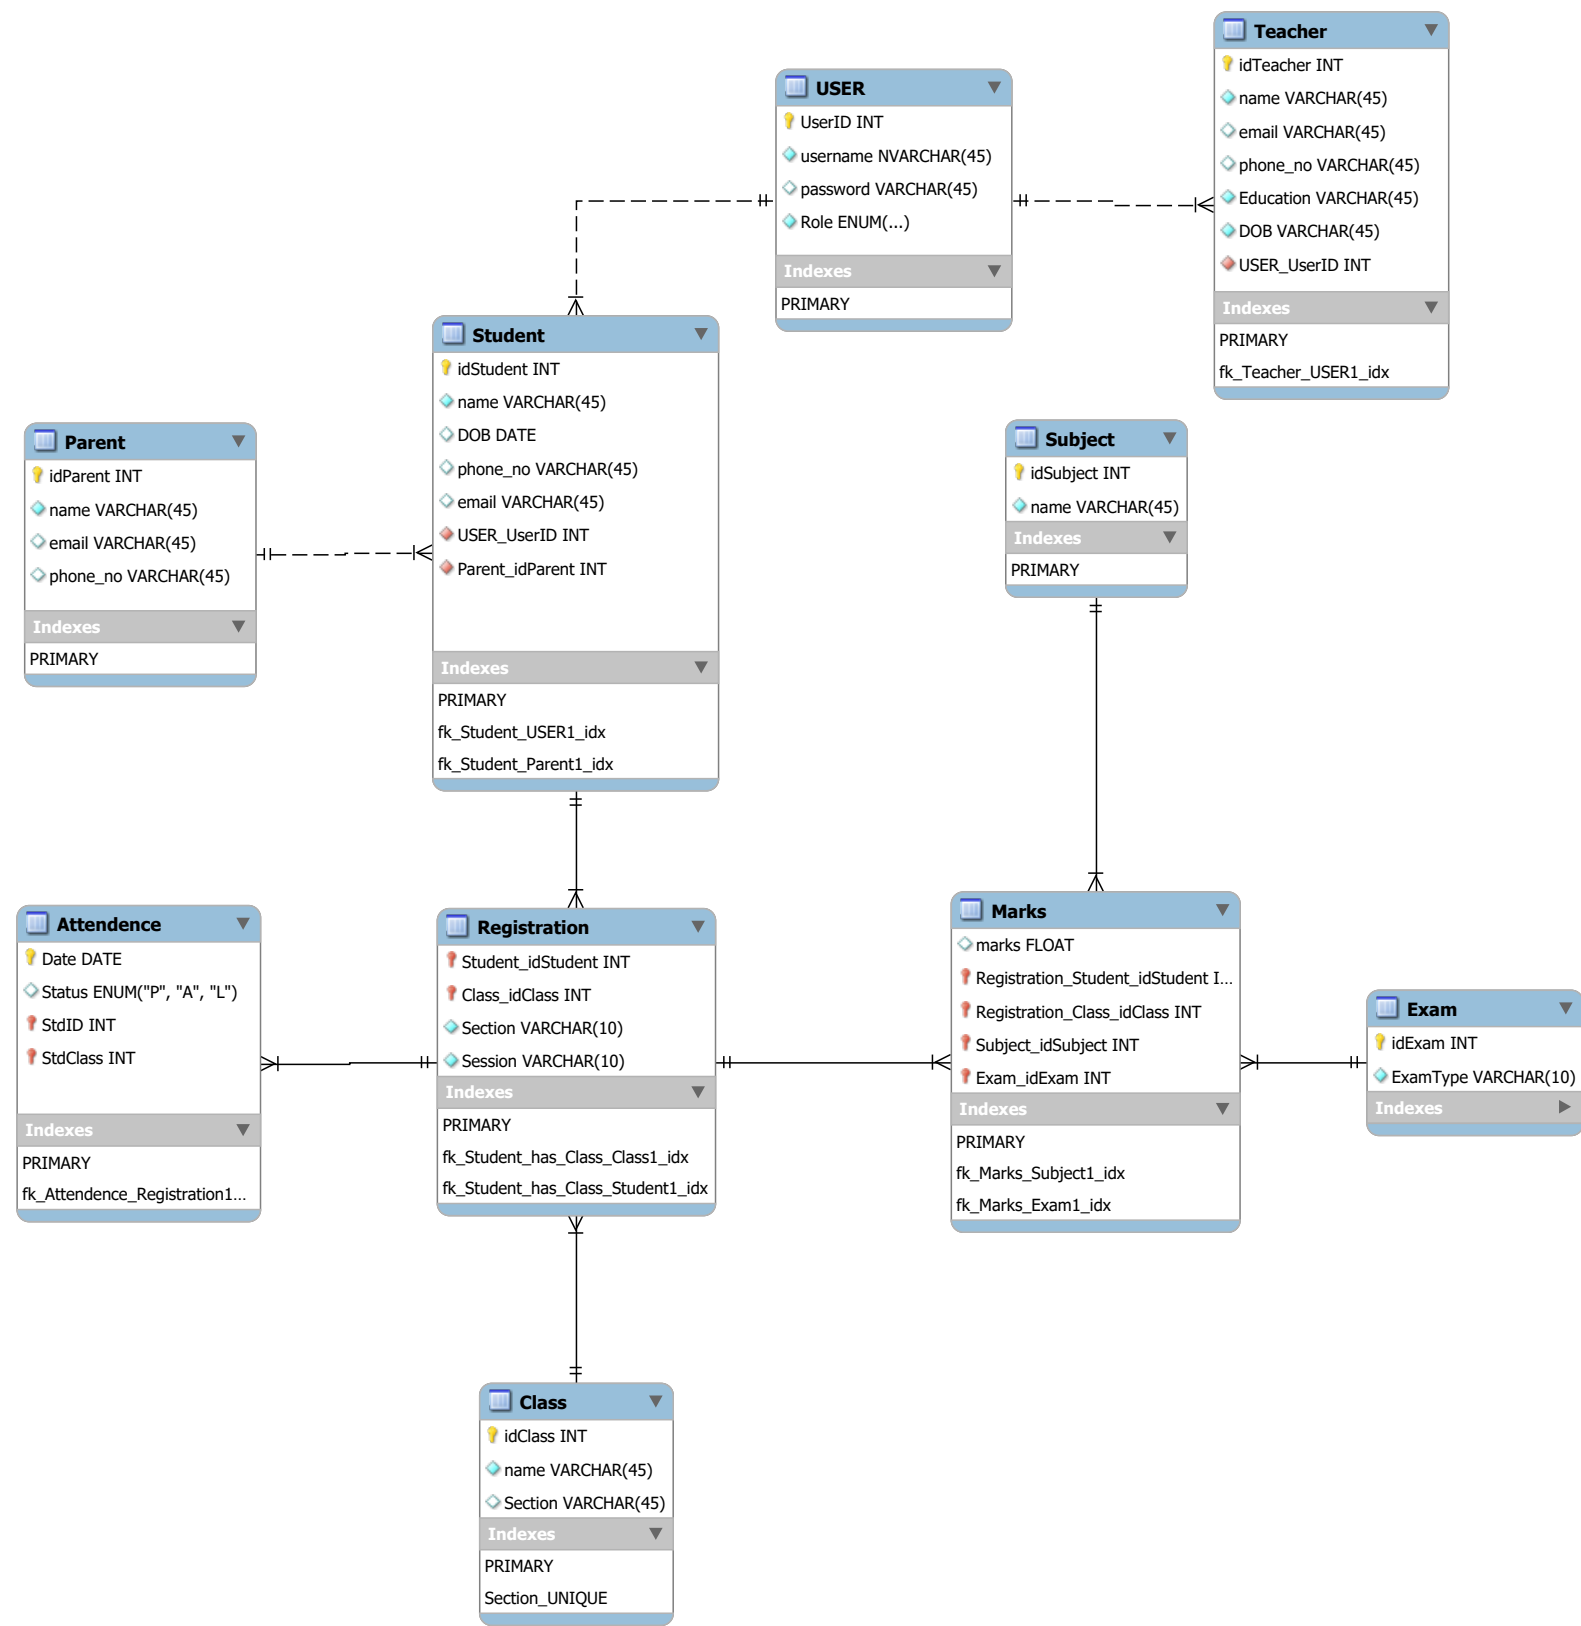 Teacher
idTeacher INT
name VARCHAR(45)
email VARCHAR(45)
phone_no VARCHAR(45)
Education VARCHAR(45)
DOB VARCHAR(45)
USER_UserID INT
Indexes
PRIMARY
fk_Teacher_USER1_idx
USER
UserID INT
username NVARCHAR(45)
password VARCHAR(45)
Role ENUM(...)
Indexes
PRIMARY
Student
idStudent INT
name VARCHAR(45)
DOB DATE
phone_no VARCHAR(45)
email VARCHAR(45)
USER_UserID INT
Parent_idParent INT
Indexes
PRIMARY
fk_Student_USER1_idx
fk_Student_Parent1_idx
Parent
idParent INT
name VARCHAR(45)
email VARCHAR(45)
phone_no VARCHAR(45)
Indexes
PRIMARY
Subject
idSubject INT
name VARCHAR(45)
Indexes
PRIMARY
Attendence
Date DATE
Status ENUM("P", "A", "L")
StdID INT
StdClass INT
Indexes
PRIMARY
fk_Attendence_Registration1...
Registration
Student_idStudent INT
Class_idClass INT
Section VARCHAR(10)
Session VARCHAR(10)
Indexes
PRIMARY
fk_Student_has_Class_Class1_idx
fk_Student_has_Class_Student1_idx
Marks
marks FLOAT
Registration_Student_idStudent I...
Registration_Class_idClass INT
Subject_idSubject INT
Exam_idExam INT
Indexes
PRIMARY
fk_Marks_Subject1_idx
fk_Marks_Exam1_idx
Exam
idExam INT
ExamType VARCHAR(10)
Indexes
Class
idClass INT
name VARCHAR(45)
Section VARCHAR(45)
Indexes
PRIMARY
Section_UNIQUE